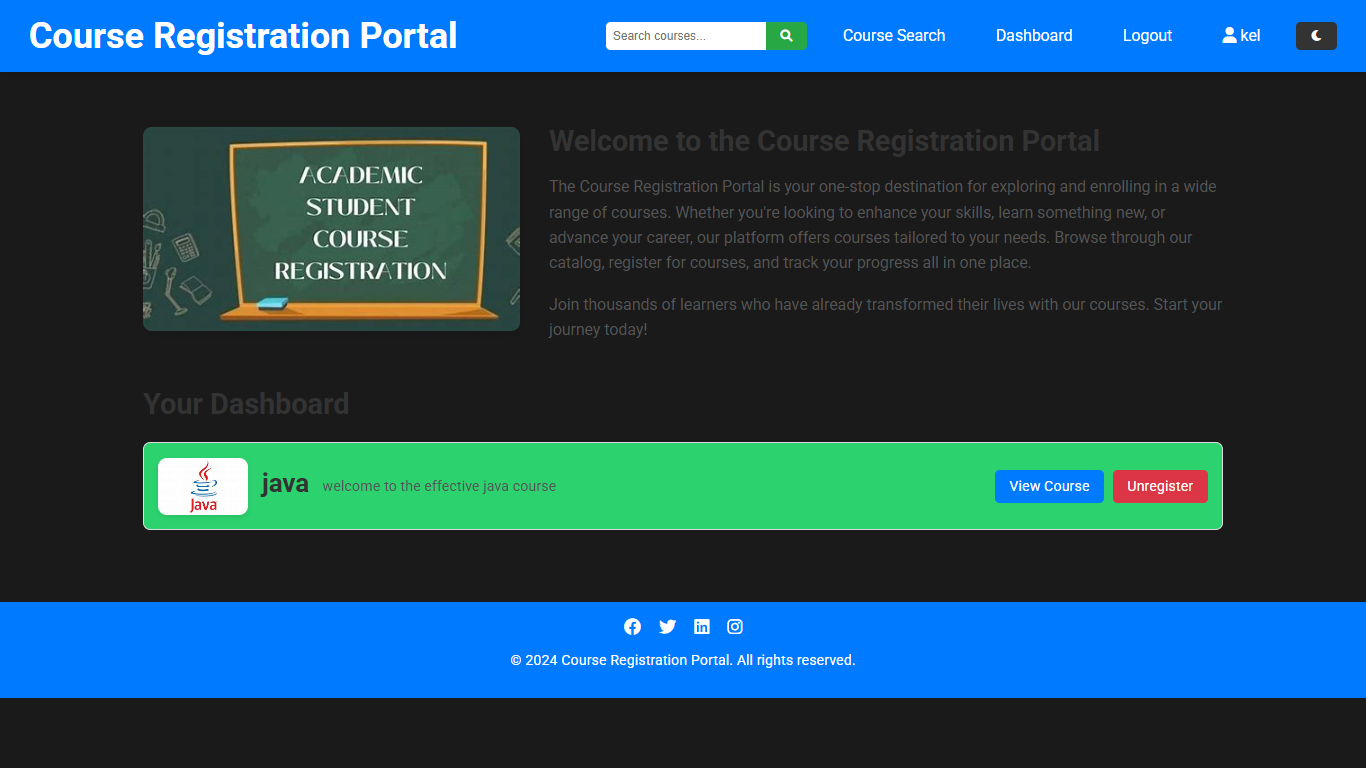 Course Registration Portal
Search courses...
Course Search
Dashboard
Logout
kel
ACADEMIC
STUDENT
COURSE
REGISTRATION
Welcome to the Course Registration Portal
The Course Registration Portal is your one-stop destination for exploring and enrolling in a wide
range of courses. Whether you're looking to enhance your skills, learn something new, or
advance your career, our platform offers courses tailored to your needs. Browse through our
catalog, register for courses, and track your progress all in one place.
Join thousands of learners who have already transformed their lives with our courses. Start your
journey today!
Your Dashboard
Java
java
welcome to the effective java course
View Course
Unregister
© 2024 Course Registration Portal. All rights reserved.